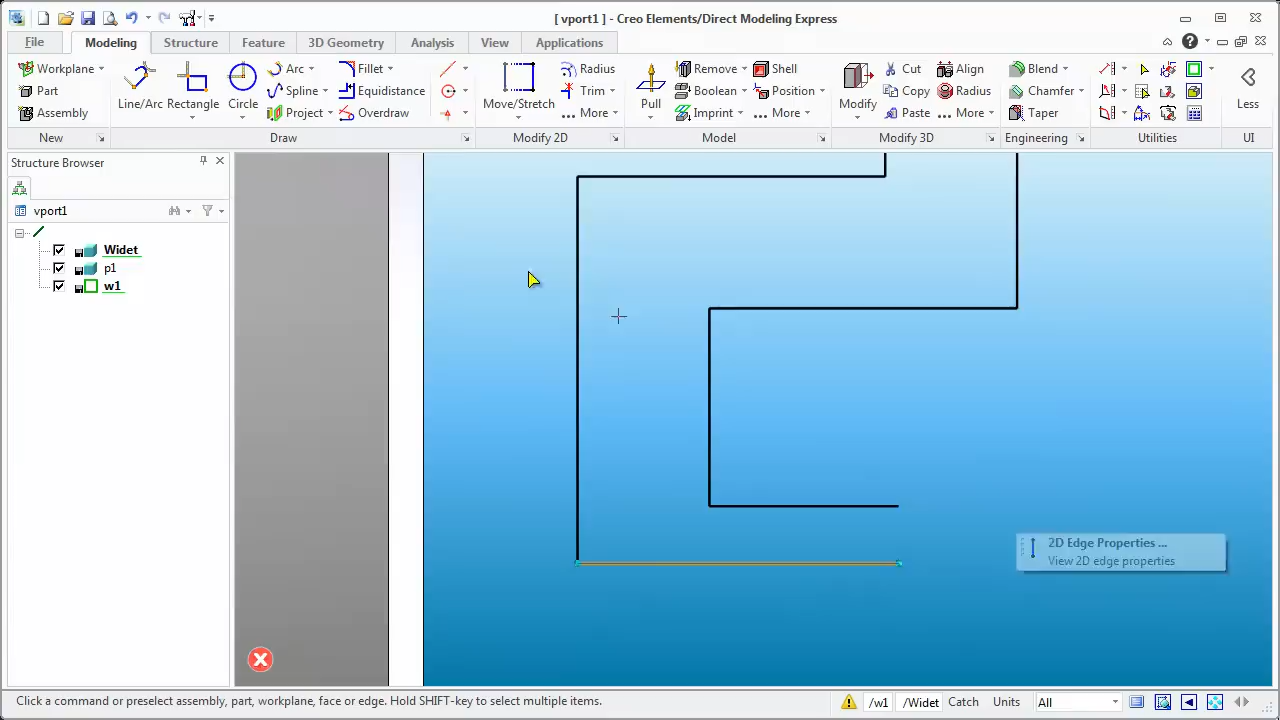 [ vport1 ] - Creo Elements/Direct Modeling Express
File Modeling Structure Feature 3D Geometry Analysis View Applications
Workplane Arc Fillet Radius Remove Shell Cut Align Blend
Part Line/Arc Rectangle Circle Spline Equidistance Move/Stretch Trim Pull Boolean Position Modify Copy Radius Chamfer Less
Assembly Project Overdraw ... More Imprint ... More Paste ... More Taper
New Draw Modify 2D Model Modify 3D Engineering Utilities UI
Structure Browser
vport1
Widet
p1
w1
2D Edge Properties ...
View 2D edge properties
Click a command or preselect assembly, part, workplane, face or edge. Hold SHIFT-key to select multiple items. /w1 /Widet Catch Units All